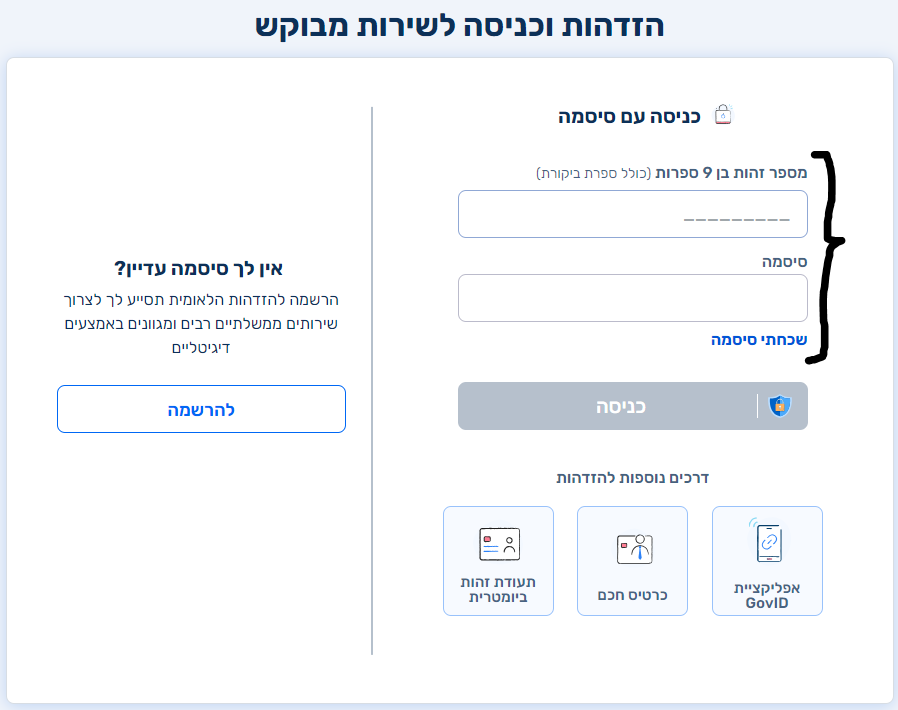 הזדהות וכניסה לשירות מבוקש
כניסה עם סיסמה
מספר זהות בן 9 ספרות (כולל ספרת ביקורת)
_________
סיסמה
שכחתי סיסמה
כניסה
דרכים נוספות להזדהות
אפליקציית
GovID
כרטיס חכם
תעודת זהות
ביומטרית
אין לך סיסמה עדיין?
הרשמה להזדהות הלאומית תסייע לך לצרוך
שירותים ממשלתיים רבים ומגוונים באמצעים
דיגיטליים
להרשמה